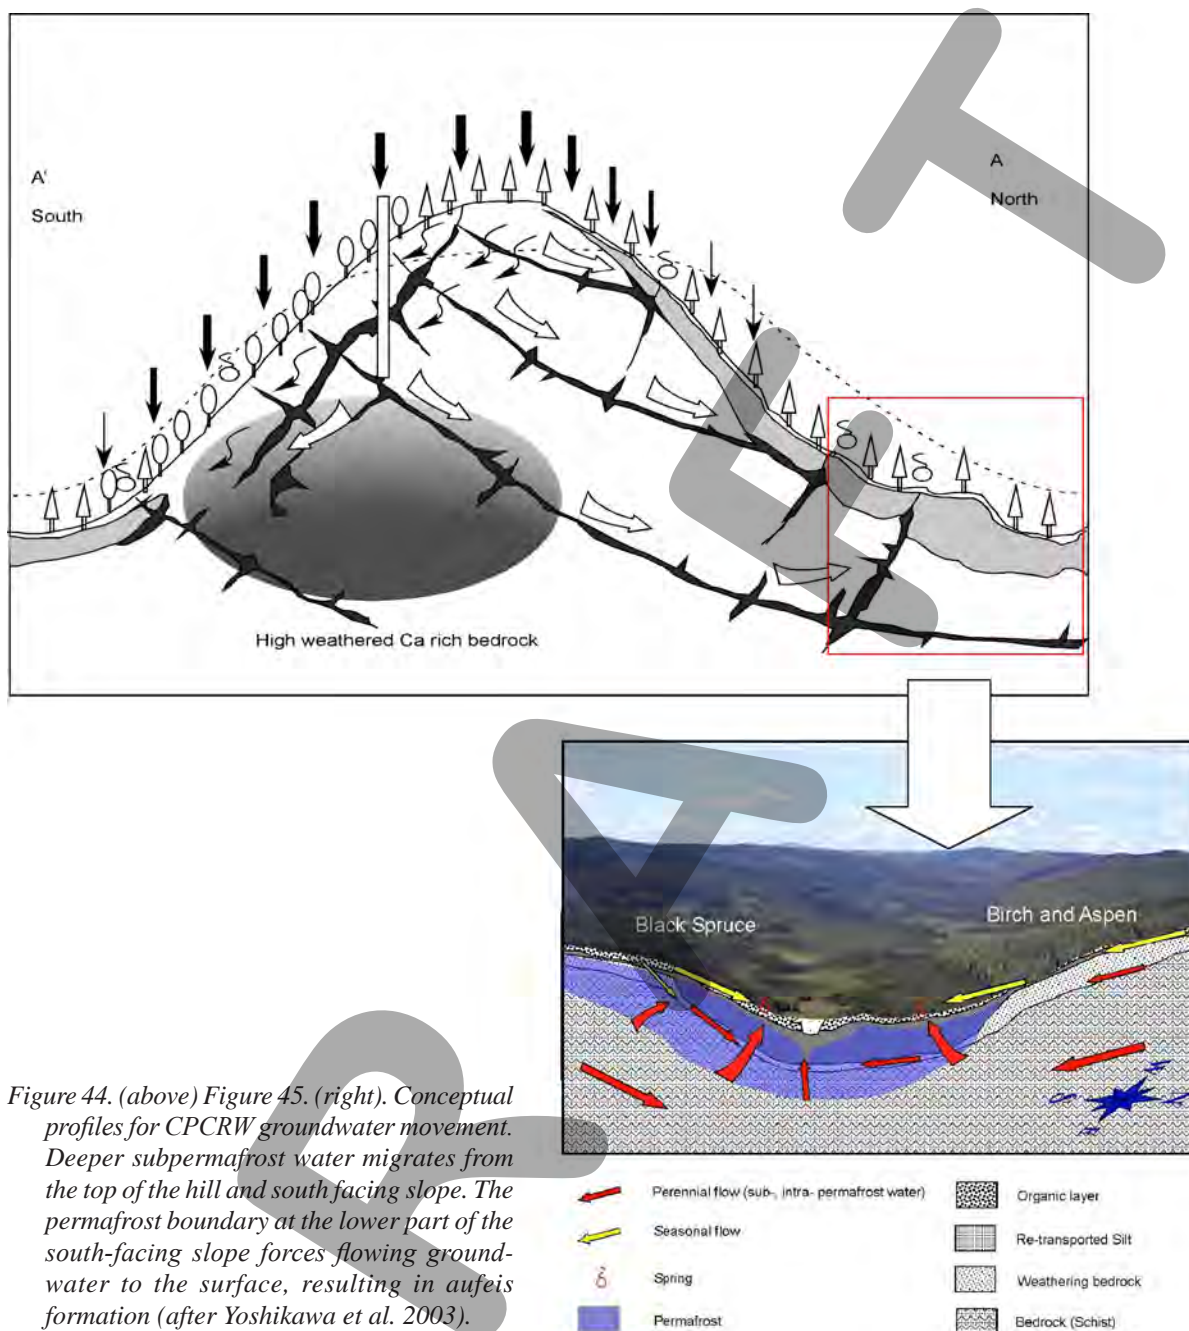 A'
South
A
North
High weathered Ca rich bedrock
Black Spruce
Birch and Aspen
Figure 44. (above) Figure 45. (right). Conceptual
profiles for CPCRW groundwater movement.
Deeper subpermafrost water migrates from
the top of the hill and south facing slope. The
permafrost boundary at the lower part of the
south-facing slope forces flowing ground-
water to the surface, resulting in aufeis
formation (after Yoshikawa et al. 2003).
Perennial flow (sub-, intra- permafrost water)
Seasonal flow
Spring
Permafrost
Organic layer
Re-transported Silt
Weathering bedrock
Bedrock (Schist)
R A F T